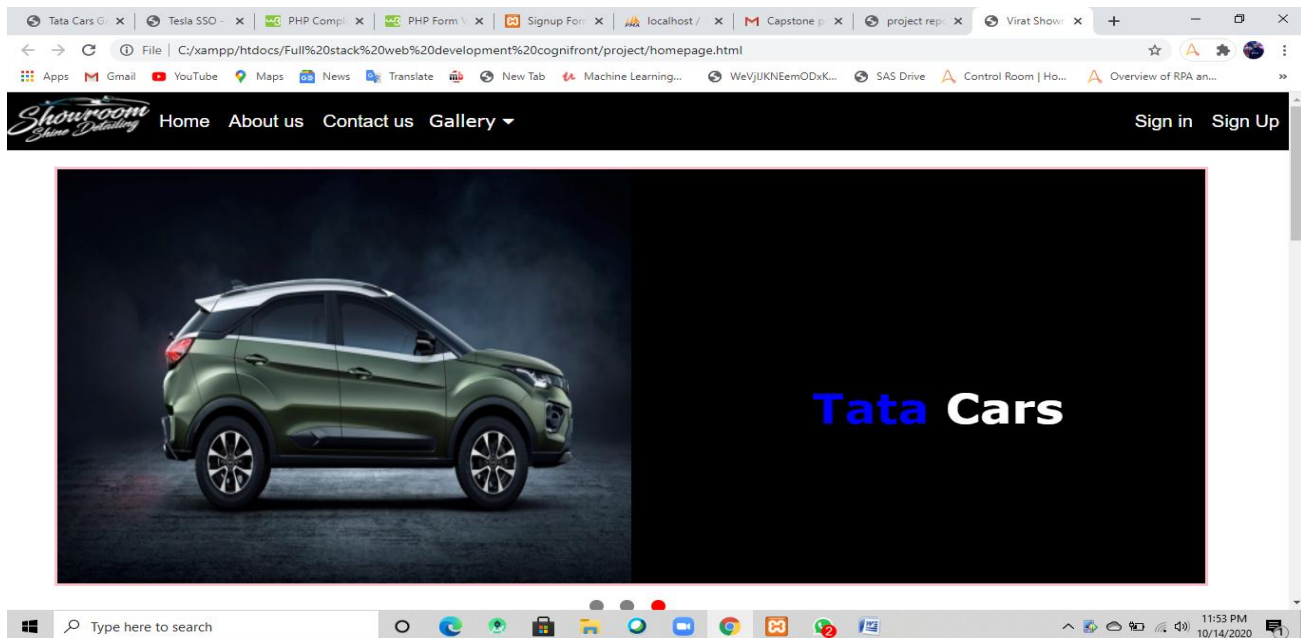 Tata Cars G
Tesla SSO -
PHP Compl
PHP Form V
Signup Forr
localhost /
Capstone p
project repo
Virat Show
File | C:/xampp/htdocs/Full%20stack%20web%20development%20cognifront/project/homepage.html
Apps
Gmail
YouTube
Maps
News
Translate
New Tab
Machine Learning...
WeVjUKNEemODxK...
SAS Drive
Control Room | Ho...
Overview of RPA an...
»
Showroom
Shine Detailing
Home About us Contact us Gallery
Sign in Sign Up
Tata Cars
Type here to search
2
11:53 PM
10/14/2020
1